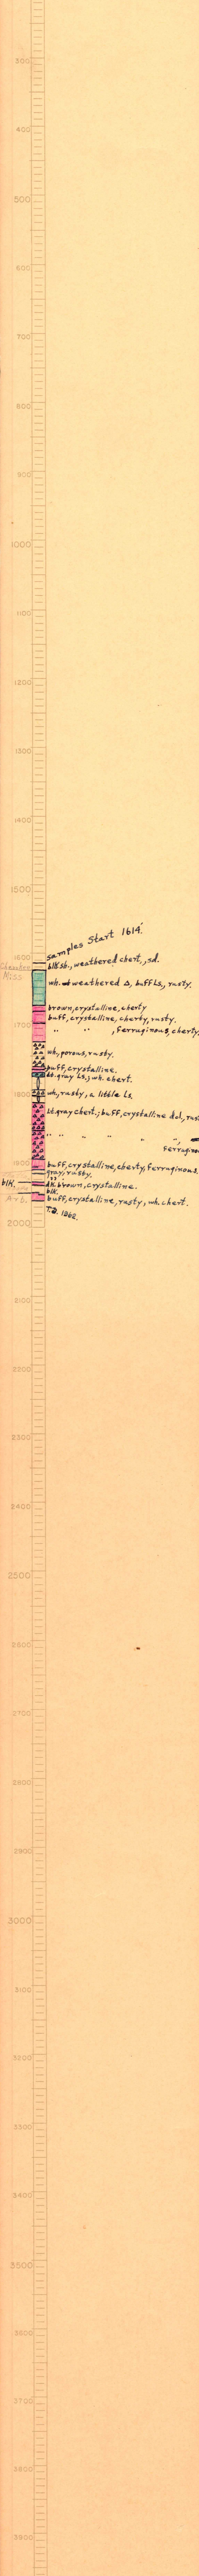 300
400
500
600
700
800
900
1000
1100
1200
1300
1400
1500
Samples Start 1614'
1600
blk sh., weathered chert, sd.
Miss
wh. weathered Δ, buff Ls, rusty.
brown, crystalline, cherty
buff, crystalline, cherty, rusty.
1700
" " , ferruginous, cherty
wh, porous, rusty.
buff, crystalline.
dt. gray Ls, wh. chert.
1800
wh, rusty, a little Ls
Lt. gray chert; buff, crystalline dol, rus
" " " " ",
ferrugino
1900
buff, crystalline, cherty, ferruginous.
gray, rusty.
blk.
dk. brown, crystalline.
blk.
Arb.
buff, crystalline, rusty, wh. chert.
T.D. 1962.
2000
2100
2200
2300
2400
2500
2600
2700
2800
2900
3000
3100
3200
3300
3400
3500
3600
3700
3800
3900